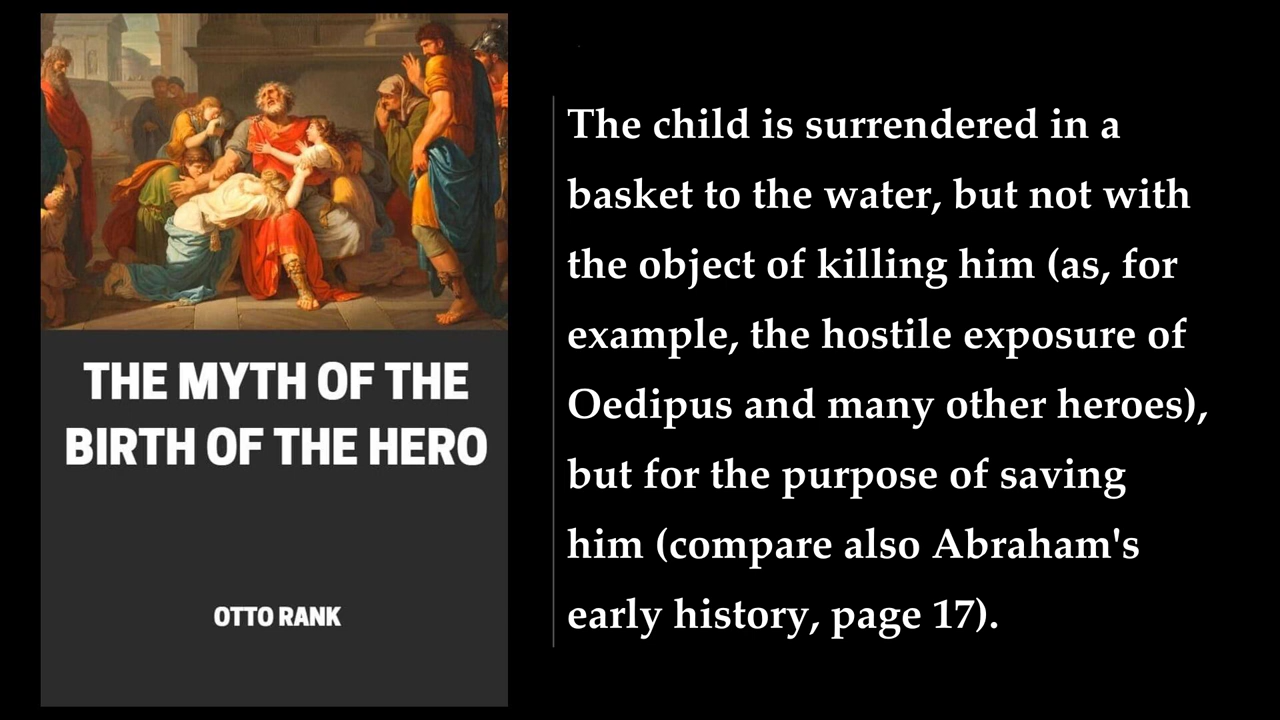 THE MYTH OF THE
BIRTH OF THE HERO
OTTO RANK
The child is surrendered in a
basket to the water, but not with
the object of killing him (as, for
example, the hostile exposure of
Oedipus and many other heroes),
but for the purpose of saving
him (compare also Abraham's
early history, page 17).